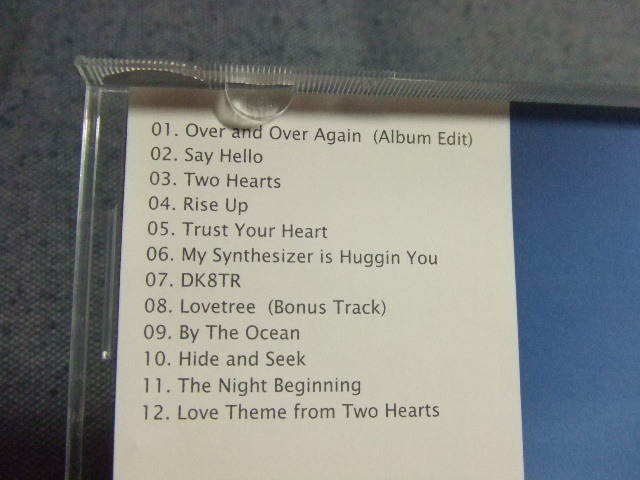 01. Over and Over Again (Album Edit)
02. Say Hello
03. Two Hearts
04. Rise Up
05. Trust Your Heart
06. My Synthesizer is Huggin You
07. DK8TR
08. Lovetree (Bonus Track)
09. By The Ocean
10. Hide and Seek
11. The Night Beginning
12. Love Theme from Two Hearts